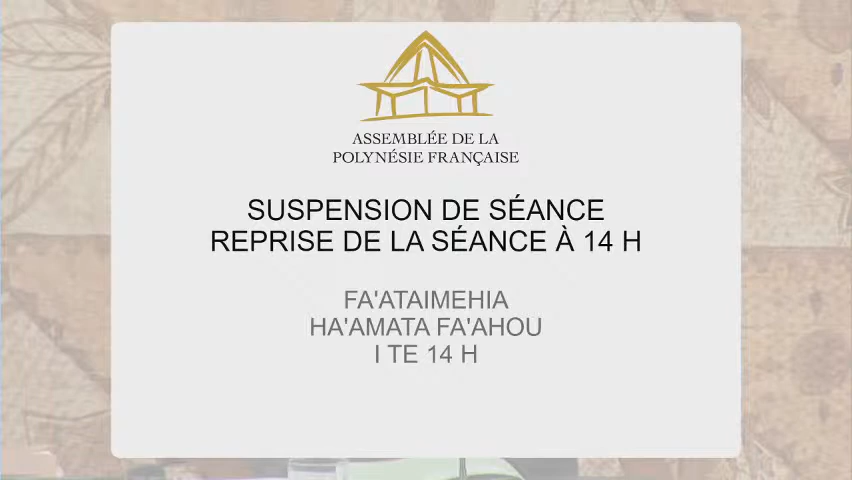 ASSEMBLÉE DE LA
POLYNÉSIE FRANÇAISE
SUSPENSION DE SÉANCE
REPRISE DE LA SÉANCE À 14 H
FA'ATAIMEHIA
HA'AMATA FA'AHOU
I TE 14 H